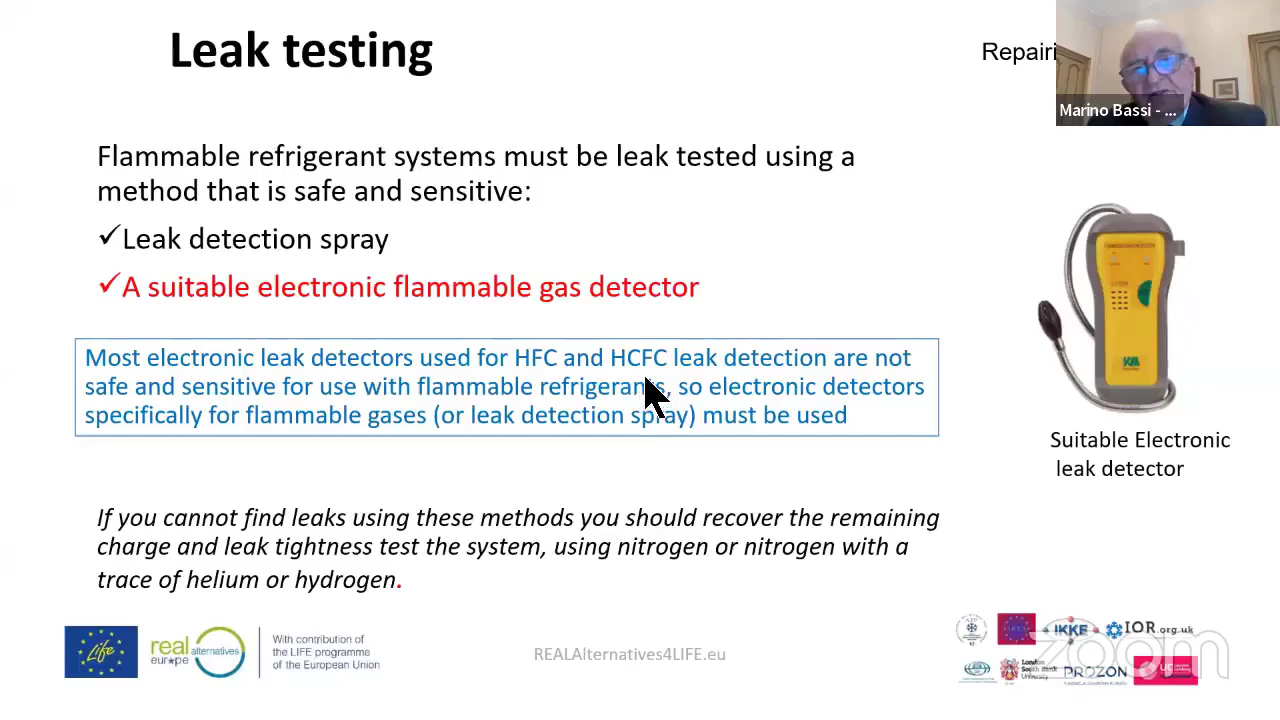 Leak testing
Repairi
Marino Bassi - ...
Flammable refrigerant systems must be leak tested using a
method that is safe and sensitive:
✓Leak detection spray
✓A suitable electronic flammable gas detector
Most electronic leak detectors used for HFC and HCFC leak detection are not
safe and sensitive for use with flammable refrigerants, so electronic detectors
specifically for flammable gases (or leak detection spray) must be used
Suitable Electronic
leak detector
If you cannot find leaks using these methods you should recover the remaining
charge and leak tightness test the system, using nitrogen or nitrogen with a
trace of helium or hydrogen.
Life
real alternatives
europe
With contribution of
the LIFE programme
of the European Union
REALAlternatives4LIFE.eu
IKKE
IOR.org.uk
zoom
London
South Bank
University
PROZON
UC